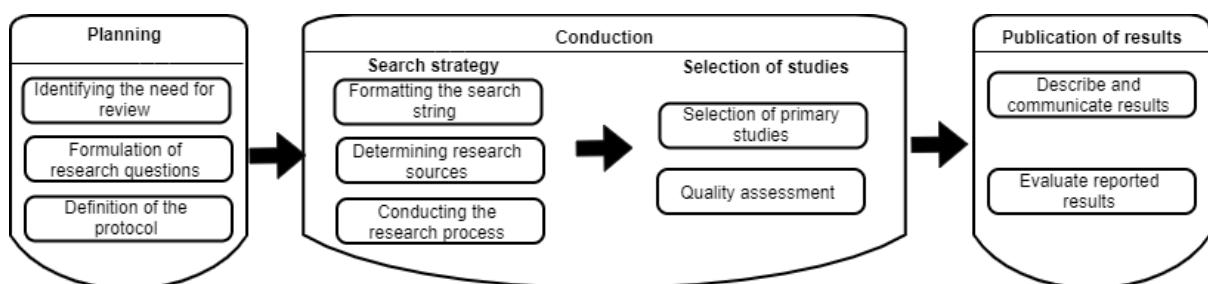 Planning
Identifying the need for
review
Formulation of
research questions
Definition of the
protocol
Conduction
Search strategy
Formatting the search
string
Determining research
sources
Conducting the
research process
Selection of studies
Selection of primary
studies
Quality assessment
Publication of results
Describe and
communicate results
Evaluate reported
results